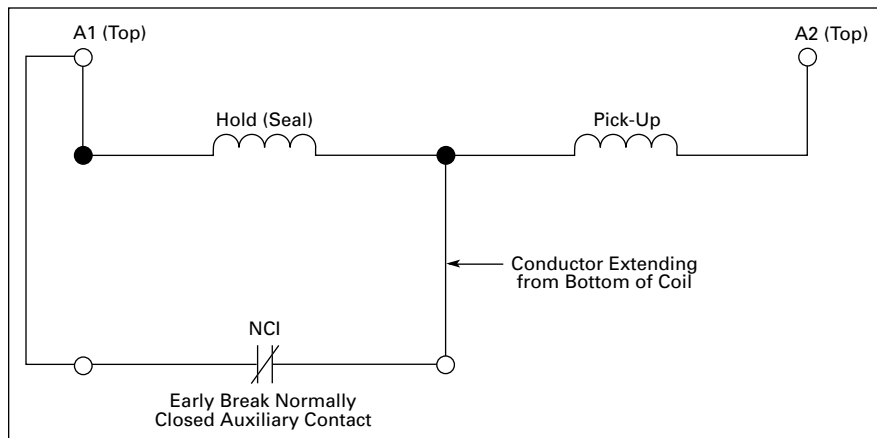 A1 (Top)
A2 (Top)
Hold (Seal)
Pick-Up
Conductor Extending
from Bottom of Coil
NCI
Early Break Normally
Closed Auxiliary Contact